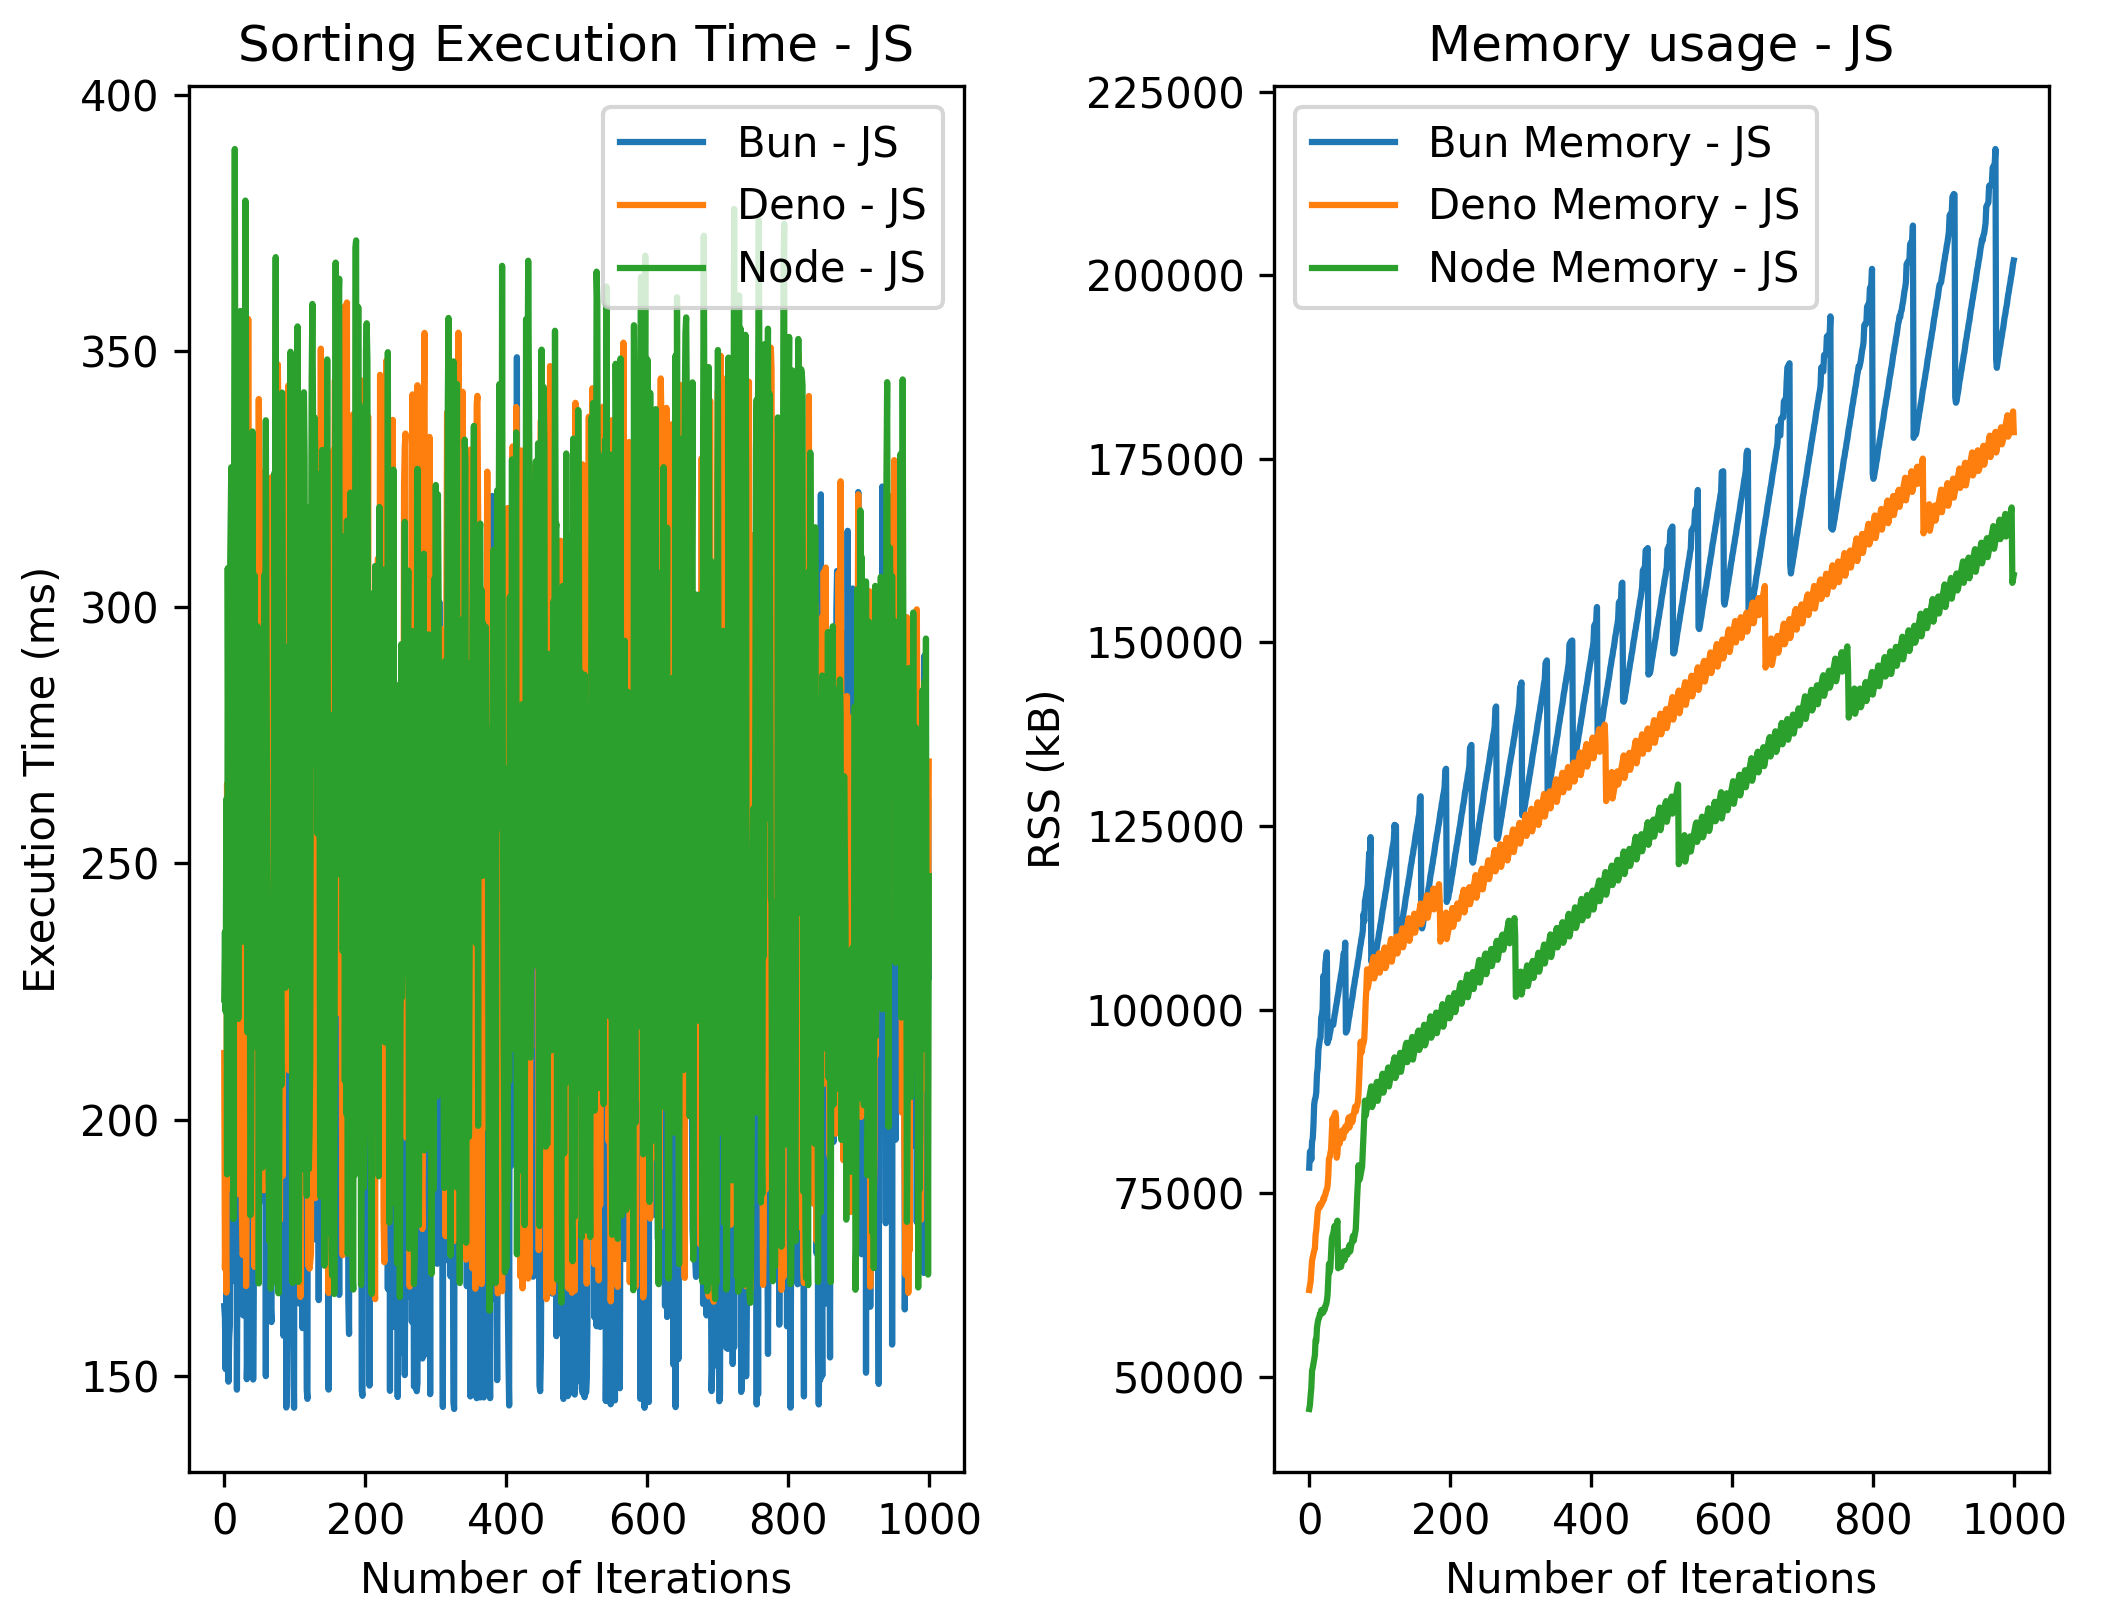 Sorting Execution Time - JS
400
350
300
250
200
150
Execution Time (ms)
Bun - JS
Deno - JS
Node - JS
0 200 400 600 800 1000
Number of Iterations
Memory usage - JS
225000
200000
175000
150000
125000
100000
75000
50000
RSS (kB)
Bun Memory - JS
Deno Memory - JS
Node Memory - JS
0 200 400 600 800 1000
Number of Iterations